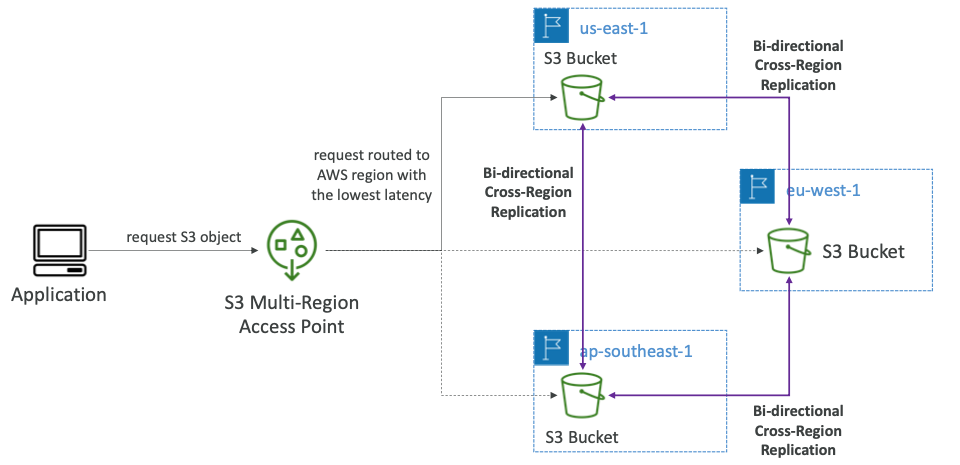 us-east-1
S3 Bucket
Bi-directional
Cross-Region
Replication
request routed to
AWS region with
the lowest latency
Bi-directional
Cross-Region
Replication
eu-west-1
S3 Bucket
request S3 object
Application
S3 Multi-Region
Access Point
ap-southeast-1
S3 Bucket
Bi-directional
Cross-Region
Replication